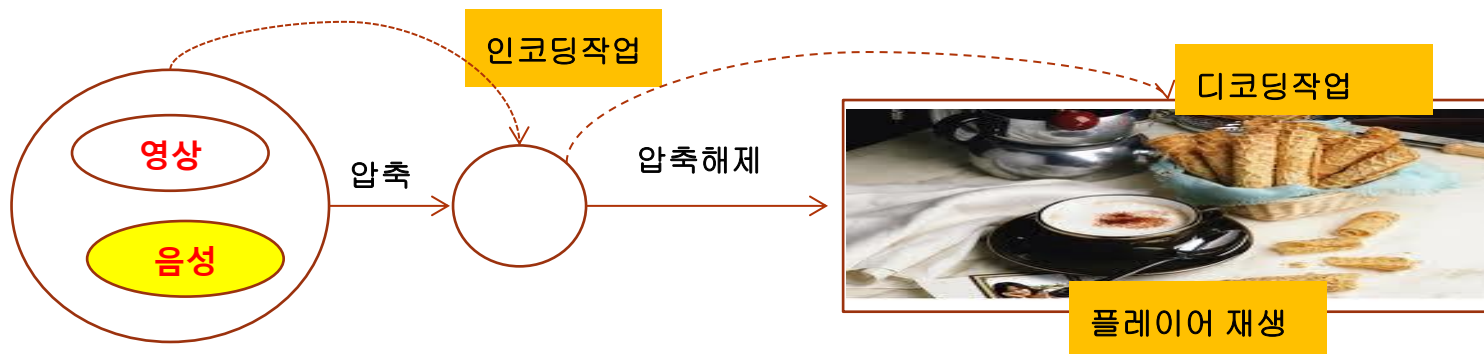 인코딩작업
디코딩작업
영상
압축
압축해제
음성
플레이어 재생